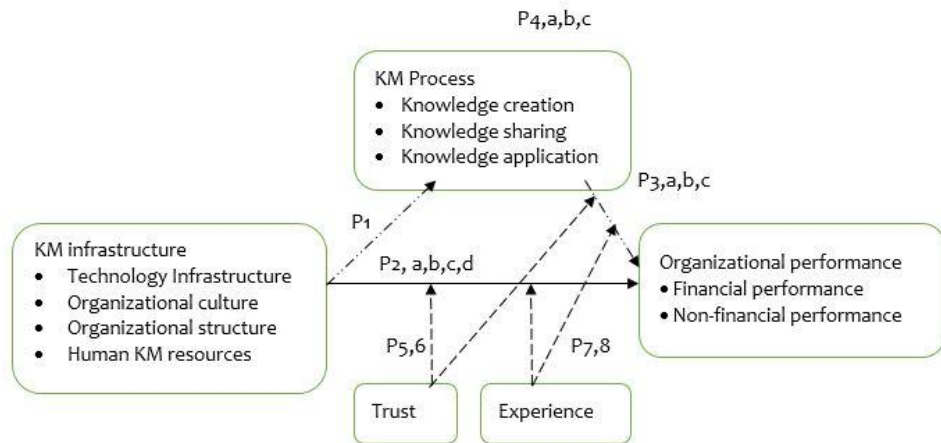 P4,a,b,c
KM Process
• Knowledge creation
• Knowledge sharing
• Knowledge application
P3,a,b,c
P1
KM infrastructure
• Technology Infrastructure
• Organizational culture
• Organizational structure
• Human KM resources
P2, a,b,c,d
Organizational performance
• Financial performance
• Non-financial performance
P5,6
P7,8
Trust
Experience